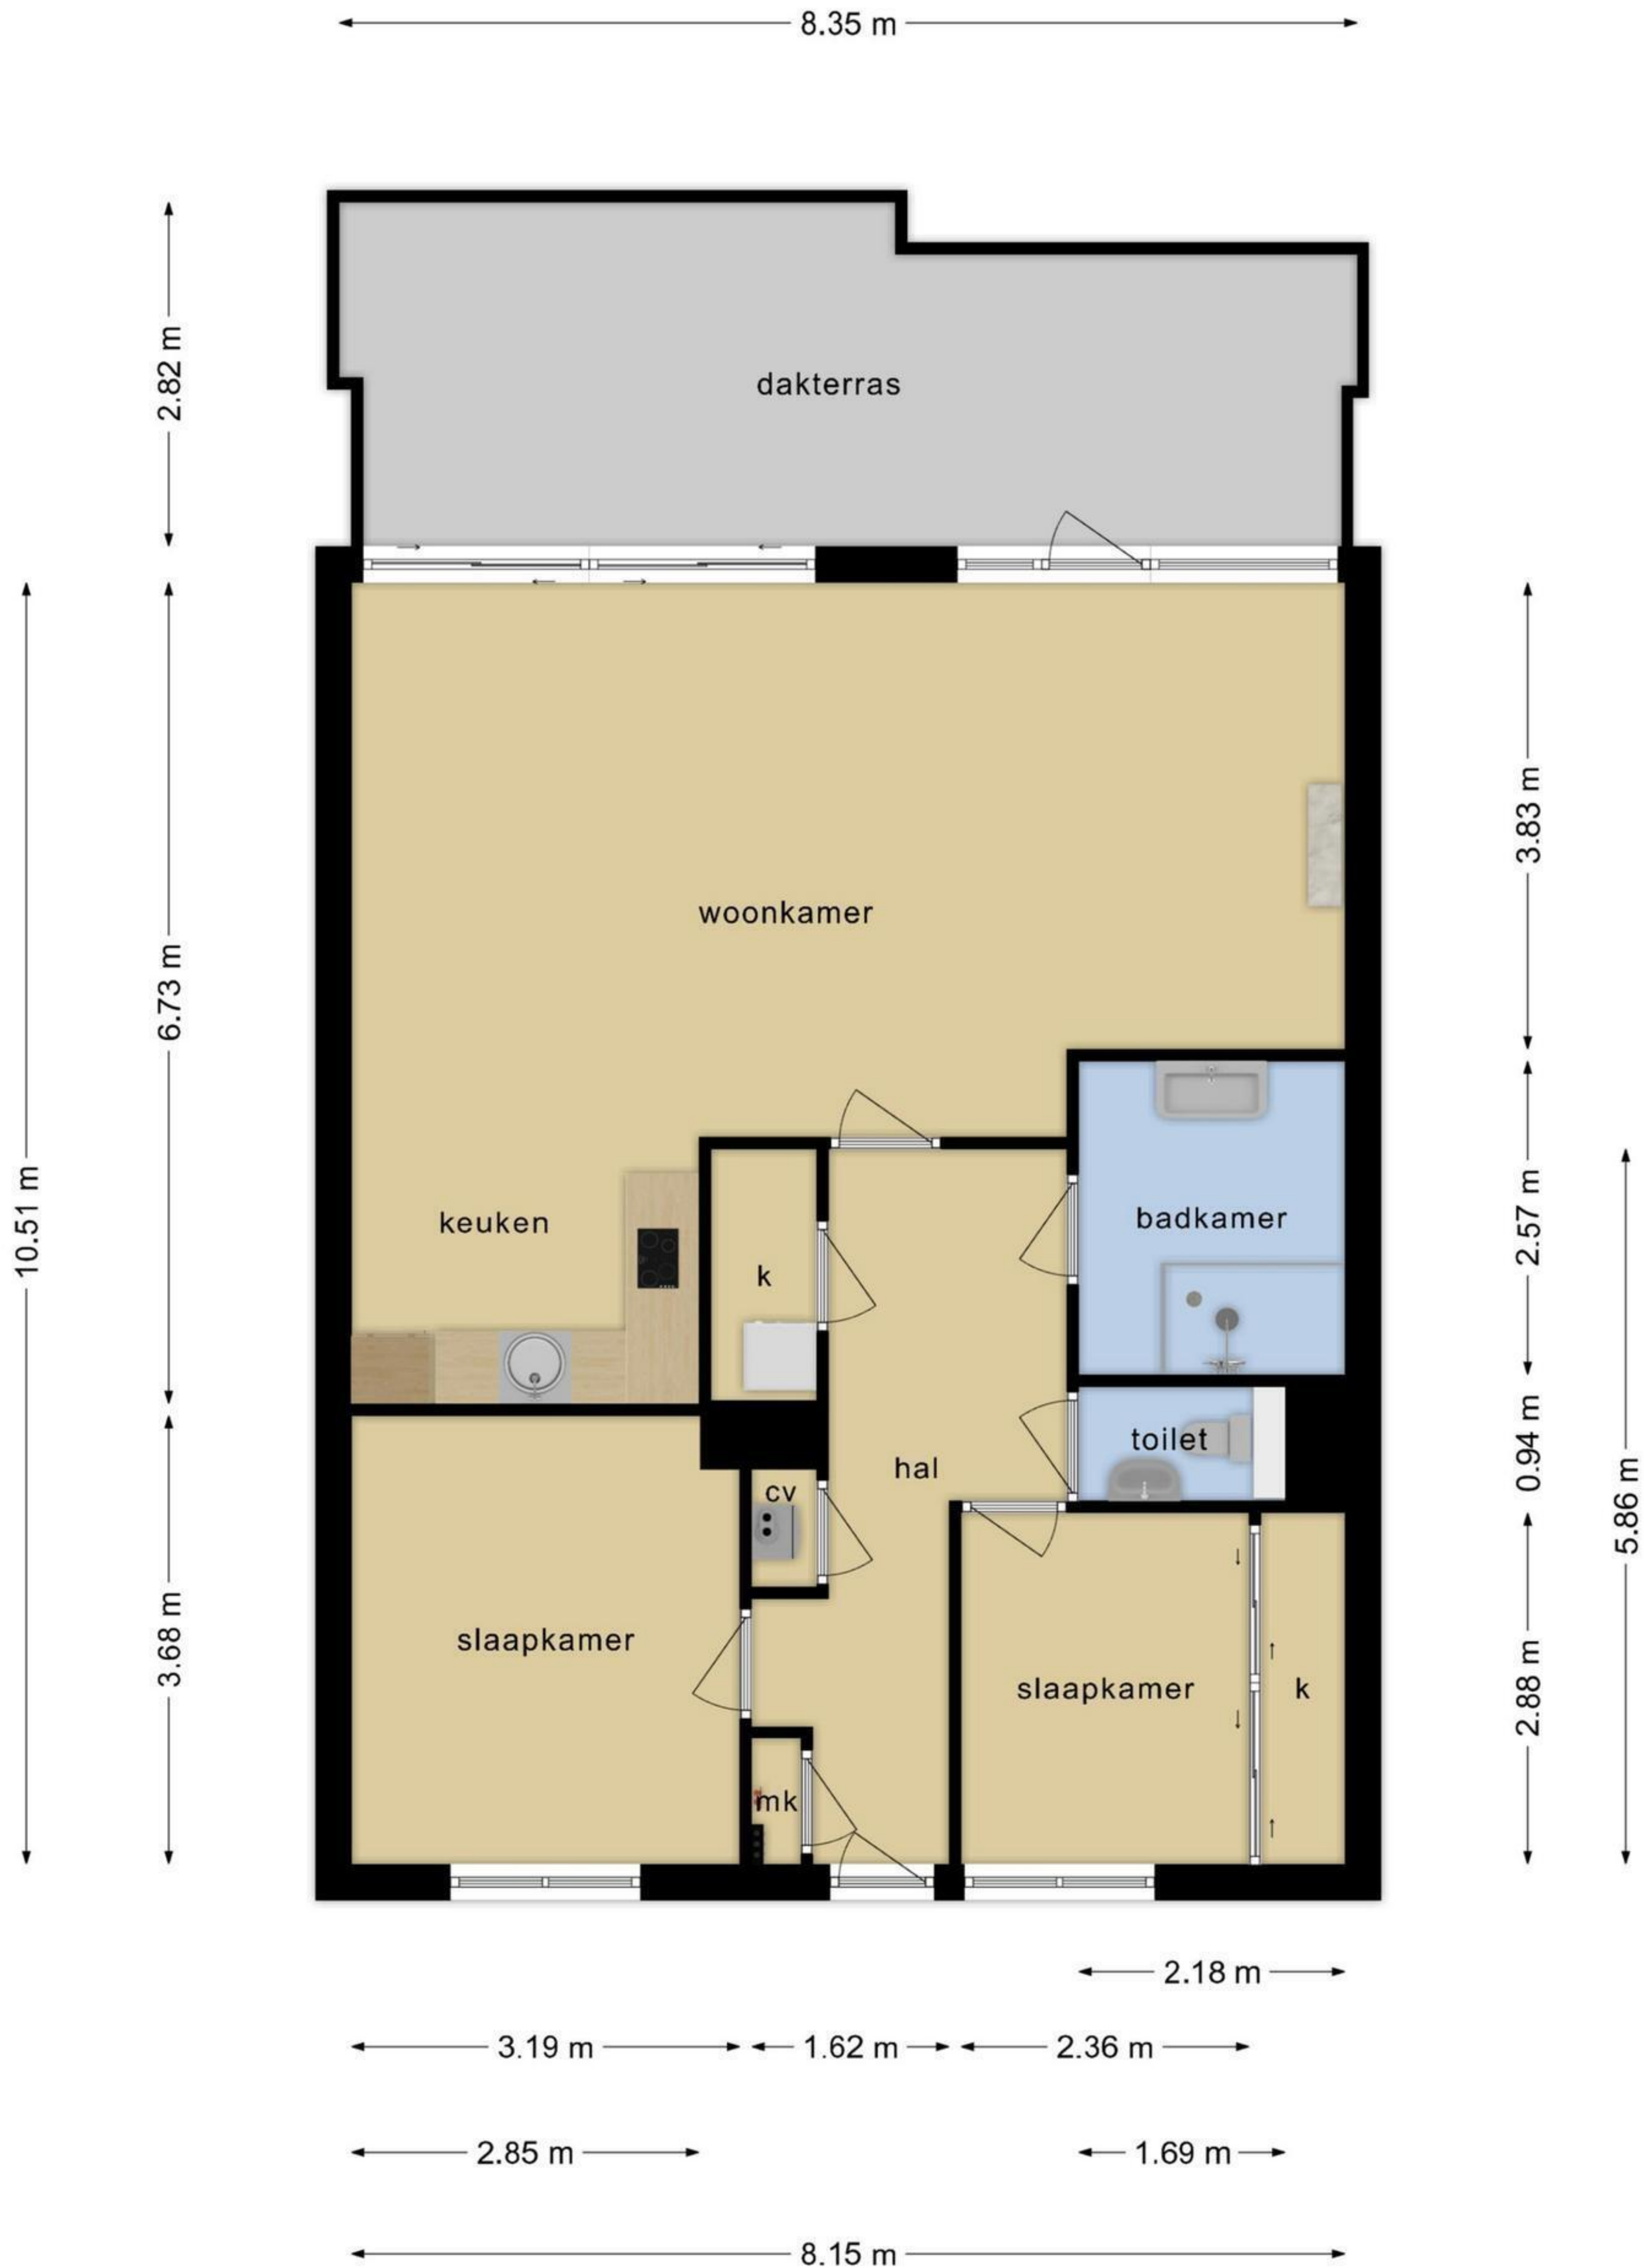 8.35 m
2.82 m
dakterras
3.83 m
woonkamer
6.73 m
10.51 m
keuken
k
badkamer
2.57 m
toilet
0.94 m
hal
cv
5.86 m
slaapkamer
3.68 m
slaapkamer
k
2.88 m
mk
2.18 m
3.19 m
1.62 m
2.36 m
2.85 m
1.69 m
8.15 m